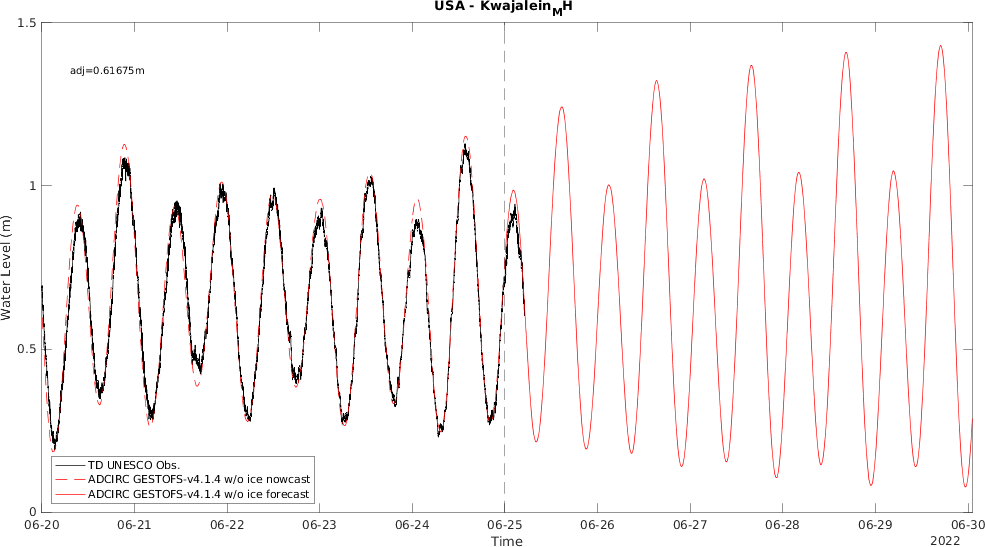 USA - Kwajalein_MH
1.5
adj=0.61675m
1
Water Level (m)
0.5
TD UNESCO Obs.
ADCIRC GESTOFS-v4.1.4 w/o ice nowcast
ADCIRC GESTOFS-v4.1.4 w/o ice forecast
0
06-20 06-21 06-22 06-23 06-24 06-25 06-26 06-27 06-28 06-29 06-30
Time
2022